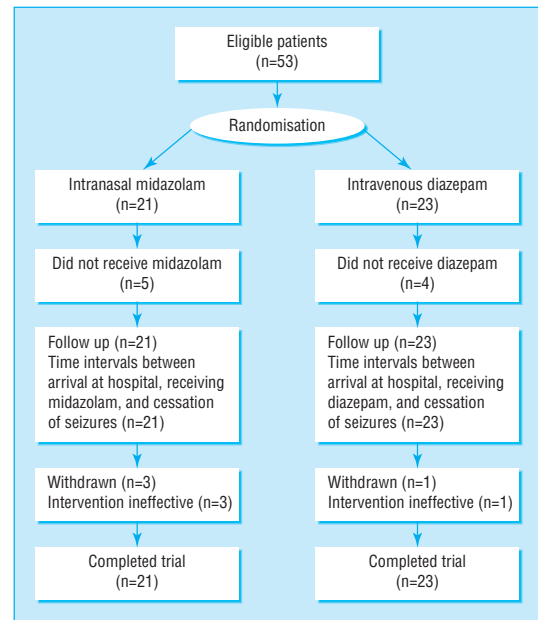 Eligible patients
(n=53)
Randomisation
Intranasal midazolam
(n=21)
Did not receive midazolam
(n=5)
Follow up (n=21)
Time intervals between
arrival at hospital, receiving
midazolam, and cessation
of seizures (n=21)
Withdrawn (n=3)
Intervention ineffective (n=3)
Completed trial
(n=21)
Intravenous diazepam
(n=23)
Did not receive diazepam
(n=4)
Follow up (n=23)
Time intervals between
arrival at hospital, receiving
diazepam, and cessation
of seizures (n=23)
Withdrawn (n=1)
Intervention ineffective (n=1)
Completed trial
(n=23)